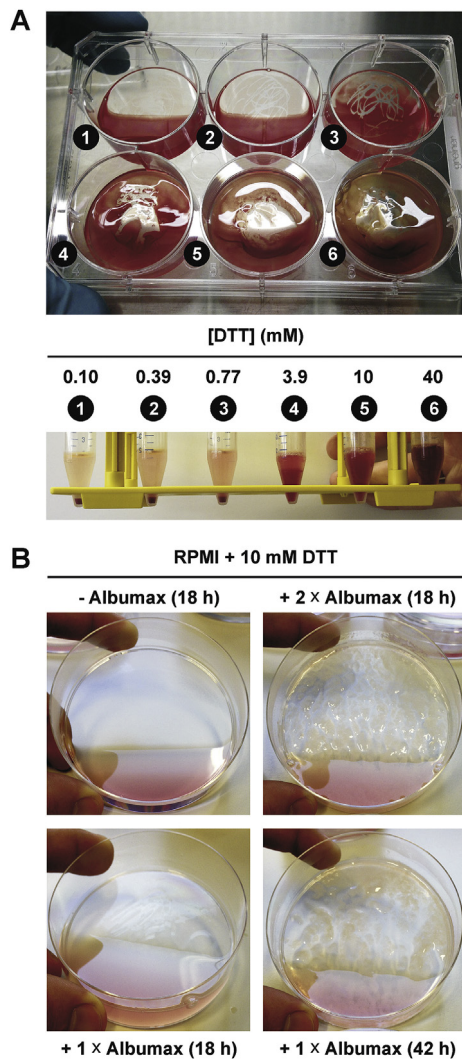 A
1
2
3
4
5
6
[DTT] (mM)
0.10 0.39 0.77 3.9 10 40
1 2 3 4 5 6
B
RPMI + 10 mM DTT
- Albumax (18 h) + 2 x Albumax (18 h)
+ 1 x Albumax (18 h) + 1 x Albumax (42 h)